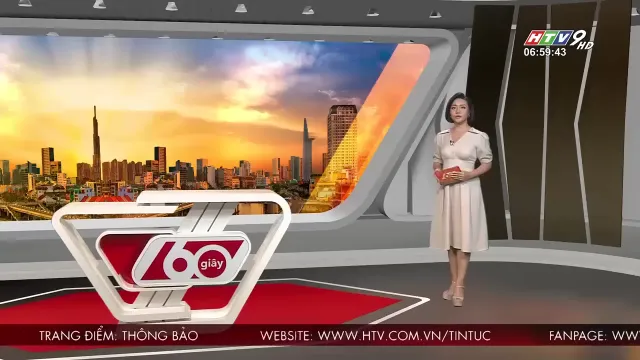 HTV9 HD
06:59:43
60 giây
TRANG ĐIỂM: THÔNG BẢO WEBSITE: WWW.HTV.COM.VN/TINTUC FANPAGE: WWW